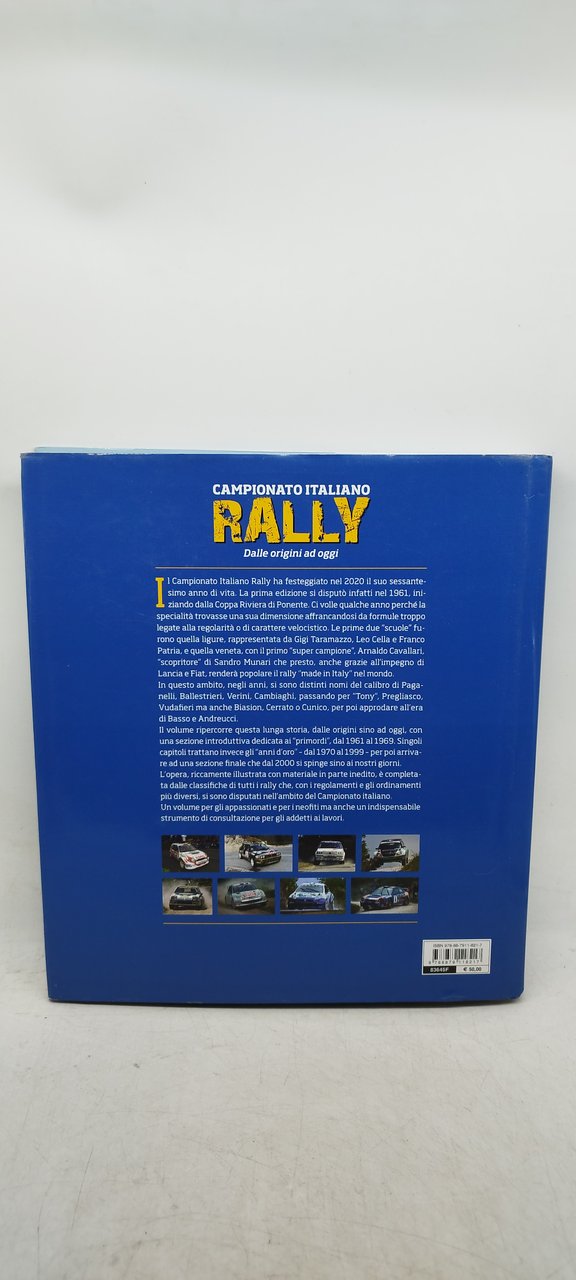 CAMPIONATO ITALIANO
RALLY
Dalle origini ad oggi
Il Campionato Italiano Rally ha festeggiato nel 2020 il suo sessante-
simo anno di vita. La prima edizione si disputò infatti nel 1961, ini-
ziando dalla Coppa Riviera di Ponente. Ci volle qualche anno perché la
specialità trovasse una sua dimensione affrancandosi da formule troppo
legate alla regolarità o di carattere velocistico. Le prime due "scuole" fu-
rono quella ligure, rappresentata da Gigi Taramazzo, Leo Cella e Franco
Patria, e quella veneta, con il primo "super campione", Arnaldo Cavallari,
"scopritore" di Sandro Munari che presto, anche grazie all'impegno di
Lancia e Fiat, renderà popolare il rally "made in Italy" nel mondo.
In questo ambito, negli anni, si sono distinti nomi del calibro di Paga-
nelli, Ballestrieri, Verini, Cambiaghi, passando per "Tony", Pregliasco,
Vudafieri ma anche Biasion, Cerrato o Cunico, per poi approdare all'era
di Basso e Andreucci.
Il volume ripercorre questa lunga storia, dalle origini sino ad oggi, con
una sezione introduttiva dedicata ai "primordi", dal 1961 al 1969. Singoli
capitoli trattano invece gli "anni d'oro" - dal 1970 al 1999 - per poi arriva-
re ad una sezione finale che dal 2000 si spinge sino ai nostri giorni.
L'opera, riccamente illustrata con materiale in parte inedito, è completa-
ta dalle classifiche di tutti i rally che, con i regolamenti e gli ordinamenti
più diversi, si sono disputati nell'ambito del Campionato italiano.
Un volume per gli appassionati e per i neofiti ma anche un indispensabile
strumento di consultazione per gli addetti ai lavori.
ISBN 978-88-7911-821-7
9 788879 118217
83645F € 50,00